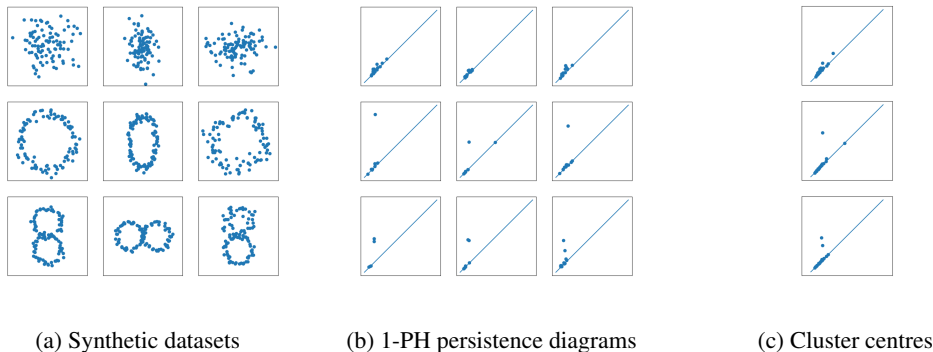 (a) Synthetic datasets
(b) 1-PH persistence diagrams
(c) Cluster centres